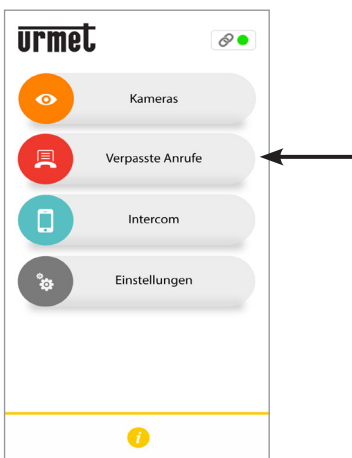 urmet
Kameras
Verpasste Anrufe
Intercom
Einstellungen
i